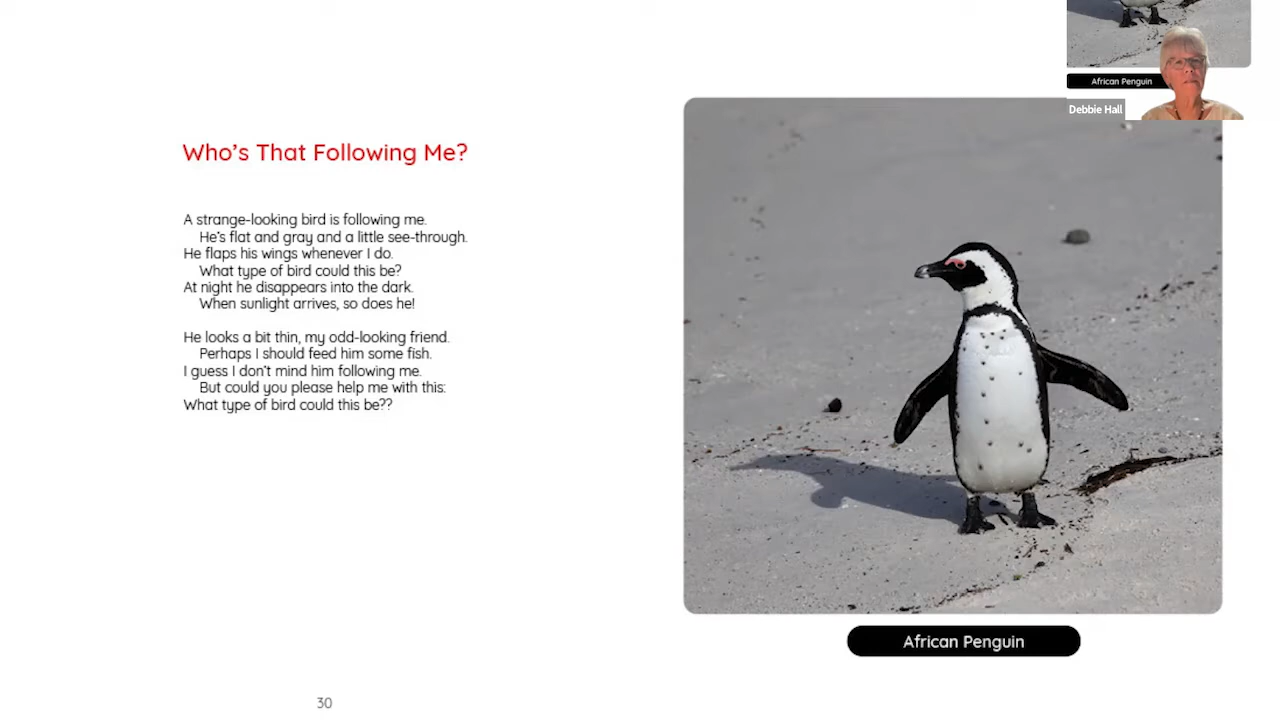 African Penguin
Debbie Hall
Who's That Following Me?
A strange-looking bird is following me.
He's flat and gray and a little see-through.
He flaps his wings whenever I do.
What type of bird could this be?
At night he disappears into the dark.
When sunlight arrives, so does he!
He looks a bit thin, my odd-looking friend.
Perhaps I should feed him some fish.
I guess I don't mind him following me.
But could you please help me with this:
What type of bird could this be??
African Penguin
30